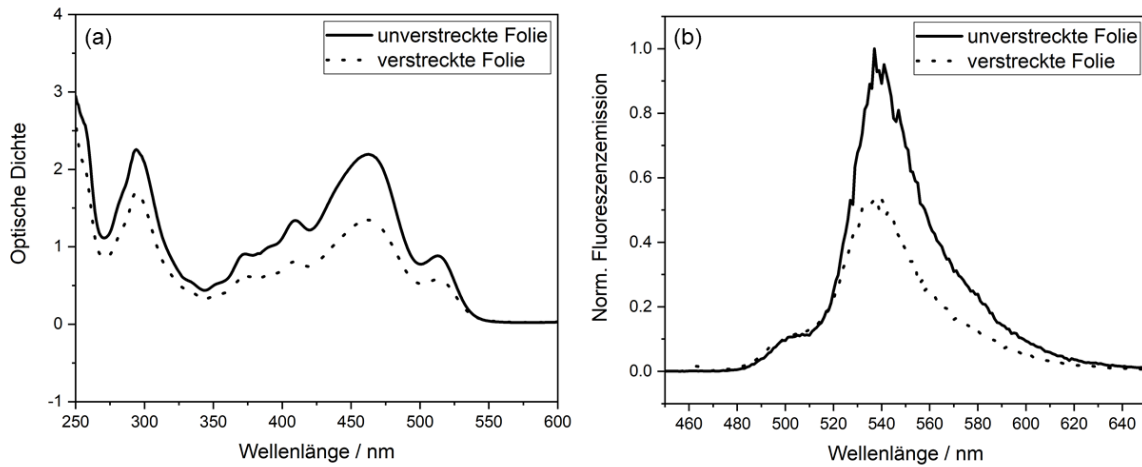 (a)
unverstreckte Folie
verstreckte Folie
Optische Dichte
4
3
2
1
0
-1
250 300 350 400 450 500 550 600
Wellenlänge / nm
(b)
unverstreckte Folie
verstreckte Folie
Norm. Fluoreszenzemission
1.0
0.8
0.6
0.4
0.2
0.0
460 480 500 520 540 560 580 600 620 640
Wellenlänge / nm